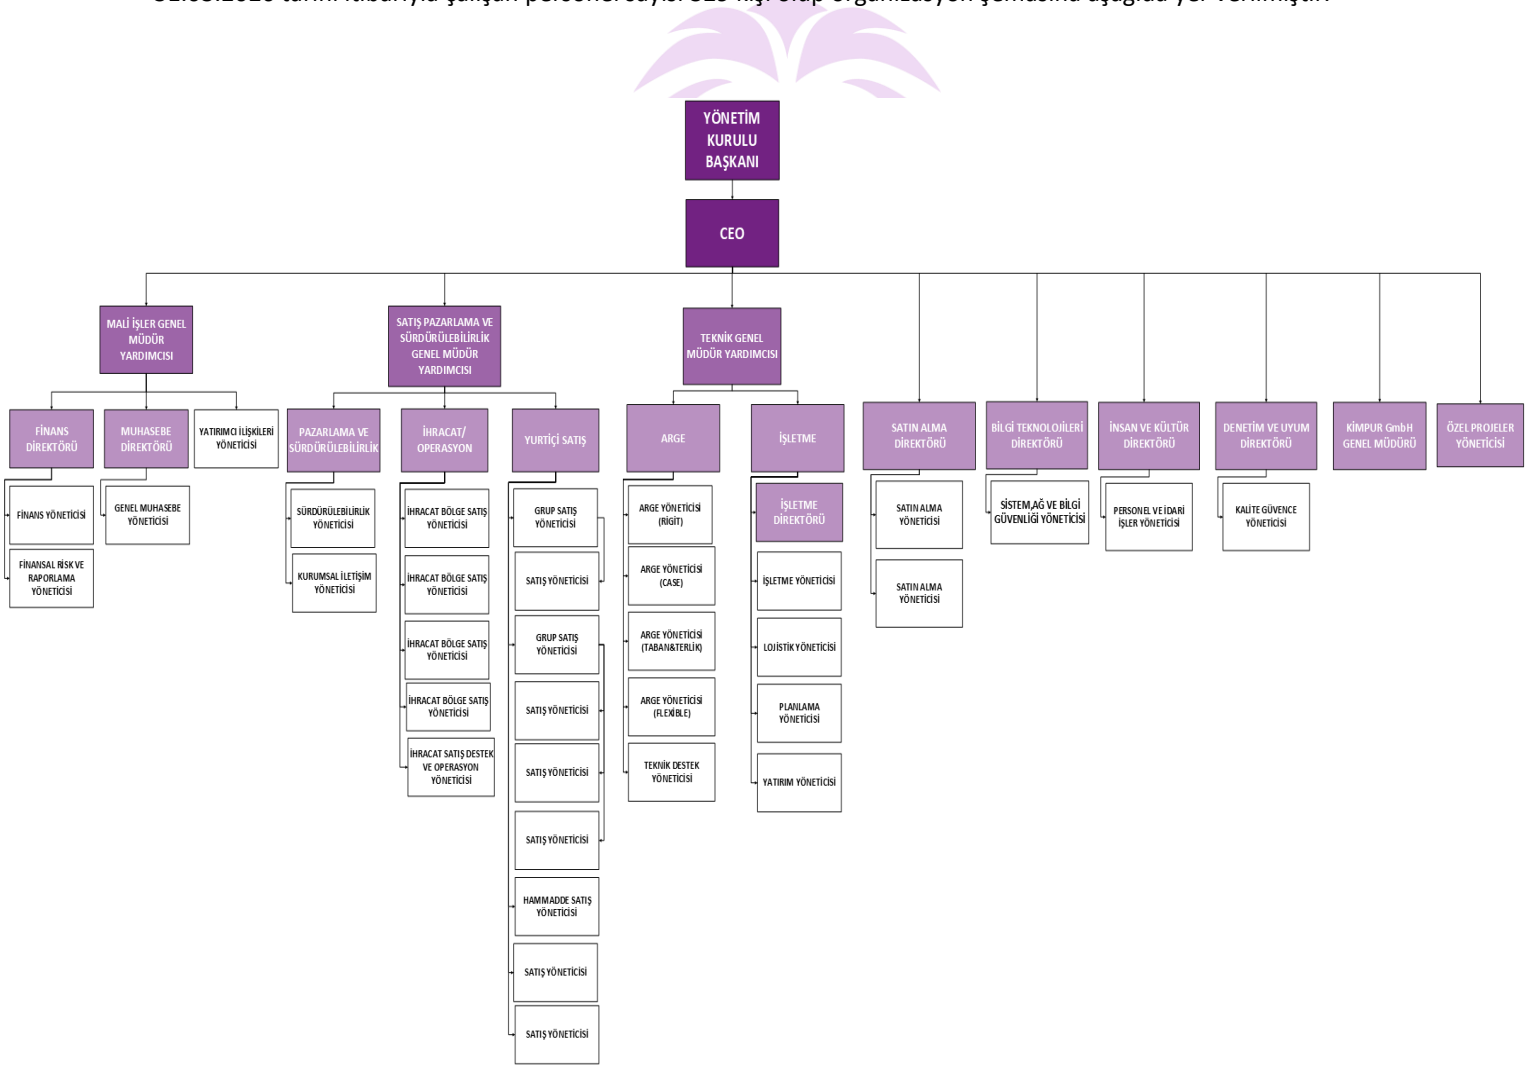 tarihi itibarıyla çalışan personel sayısı kişi olup organizasyon şemasına aşağıda yer verilmiştir.
YÖNETİM
KURULU
BAŞKANI
CEO
MALİ İŞLER GENEL
MÜDÜR
YARDIMCISI
SATIŞ PAZARLAMA VE
SÜRDÜRÜLEBİLİRLİK
GENEL MÜDÜR
YARDIMCISI
TEKNİK GENEL
MÜDÜR YARDIMCISI
FİNANS
DİREKTÖRÜ
MUHASEBE
DİREKTÖRÜ
YATIRIMCI İLİŞKİLERİ
YÖNETİCİSİ
PAZARLAMA VE
SÜRDÜRÜLEBİLİRLİK
İHRACAT/
OPERASYON
YURTİÇİ SATIŞ
ARGE
İŞLETME
SATIN ALMA
DİREKTÖRÜ
BİLGİ TEKNOLOJİLERİ
DİREKTÖRÜ
İNSAN VE KÜLTÜR
DİREKTÖRÜ
DENETİM VE UYUM
DİREKTÖRÜ
KİMPUR GmbH
GENEL MÜDÜRÜ
ÖZEL PROJELER
YÖNETİCİSİ
FİNANS YÖNETİCİSİ
FİNANSAL RİSK VE
RAPORLAMA
YÖNETİCİSİ
GENEL MUHASEBE
YÖNETİCİSİ
SÜRDÜRÜLEBİLİRLİK
YÖNETİCİSİ
KURUMSAL İLETİŞİM
YÖNETİCİSİ
İHRACAT BÖLGE SATIŞ
YÖNETİCİSİ
İHRACAT BÖLGE SATIŞ
YÖNETİCİSİ
İHRACAT BÖLGE SATIŞ
YÖNETİCİSİ
İHRACAT BÖLGE SATIŞ
YÖNETİCİSİ
İHRACAT SATIŞ DESTEK
VE OPERASYON
YÖNETİCİSİ
GRUP SATIŞ
YÖNETİCİSİ
SATIŞ YÖNETİCİSİ
GRUP SATIŞ
YÖNETİCİSİ
SATIŞ YÖNETİCİSİ
SATIŞ YÖNETİCİSİ
SATIŞ YÖNETİCİSİ
HAMMADDE SATIŞ
YÖNETİCİSİ
SATIŞ YÖNETİCİSİ
SATIŞ YÖNETİCİSİ
ARGE YÖNETİCİSİ
(RİGİT)
ARGE YÖNETİCİSİ
(CASE)
ARGE YÖNETİCİSİ
(TABAN&TERLİK)
ARGE YÖNETİCİSİ
(FLEXIBLE)
TEKNİK DESTEK
YÖNETİCİSİ
İŞLETME
DİREKTÖRÜ
İŞLETME YÖNETİCİSİ
LOJİSTİK YÖNETİCİSİ
PLANLAMA
YÖNETİCİSİ
YATIRIM YÖNETİCİSİ
SATIN ALMA
YÖNETİCİSİ
SATIN ALMA
YÖNETİCİSİ
SİSTEM,AĞ VE BİLGİ
GÜVENLİĞİ YÖNETİCİSİ
PERSONEL VE İDARİ
İŞLER YÖNETİCİSİ
KALİTE GÜVENCE
YÖNETİCİSİ